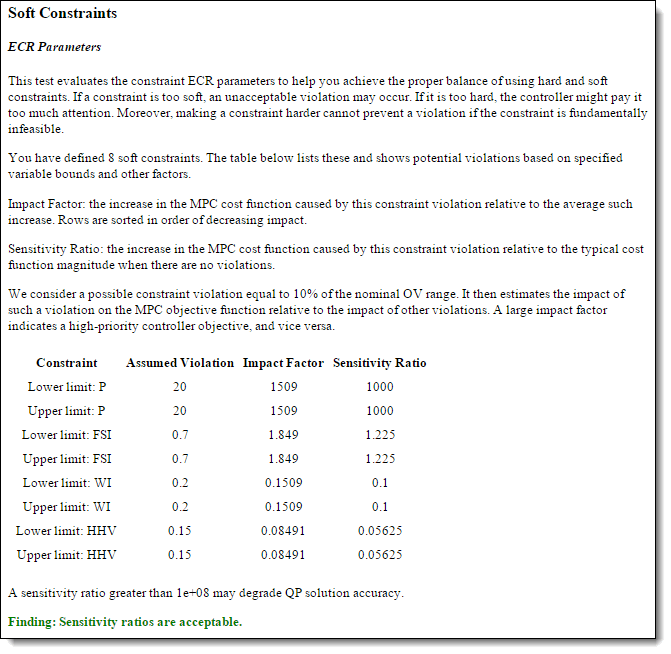 Soft Constraints
ECR Parameters
This test evaluates the constraint ECR parameters to help you achieve the proper balance of using hard and soft
constraints. If a constraint is too soft, an unacceptable violation may occur. If it is too hard, the controller might pay it
too much attention. Moreover, making a constraint harder cannot prevent a violation if the constraint is fundamentally
infeasible.
You have defined 8 soft constraints. The table below lists these and shows potential violations based on specified
variable bounds and other factors.
Impact Factor: the increase in the MPC cost function caused by this constraint violation relative to the average such
increase. Rows are sorted in order of decreasing impact.
Sensitivity Ratio: the increase in the MPC cost function caused by this constraint violation relative to the typical cost
function magnitude when there are no violations.
We consider a possible constraint violation equal to 10% of the nominal OV range. It then estimates the impact of
such a violation on the MPC objective function relative to the impact of other violations. A large impact factor
indicates a high-priority controller objective, and vice versa.
Constraint Assumed Violation Impact Factor Sensitivity Ratio
Lower limit: P 20 1509 1000
Upper limit: P 20 1509 1000
Lower limit: FSI 0.7 1.849 1.225
Upper limit: FSI 0.7 1.849 1.225
Lower limit: WI 0.2 0.1509 0.1
Upper limit: WI 0.2 0.1509 0.1
Lower limit: HHV 0.15 0.08491 0.05625
Upper limit: HHV 0.15 0.08491 0.05625
A sensitivity ratio greater than 1e+08 may degrade QP solution accuracy.
Finding: Sensitivity ratios are acceptable.